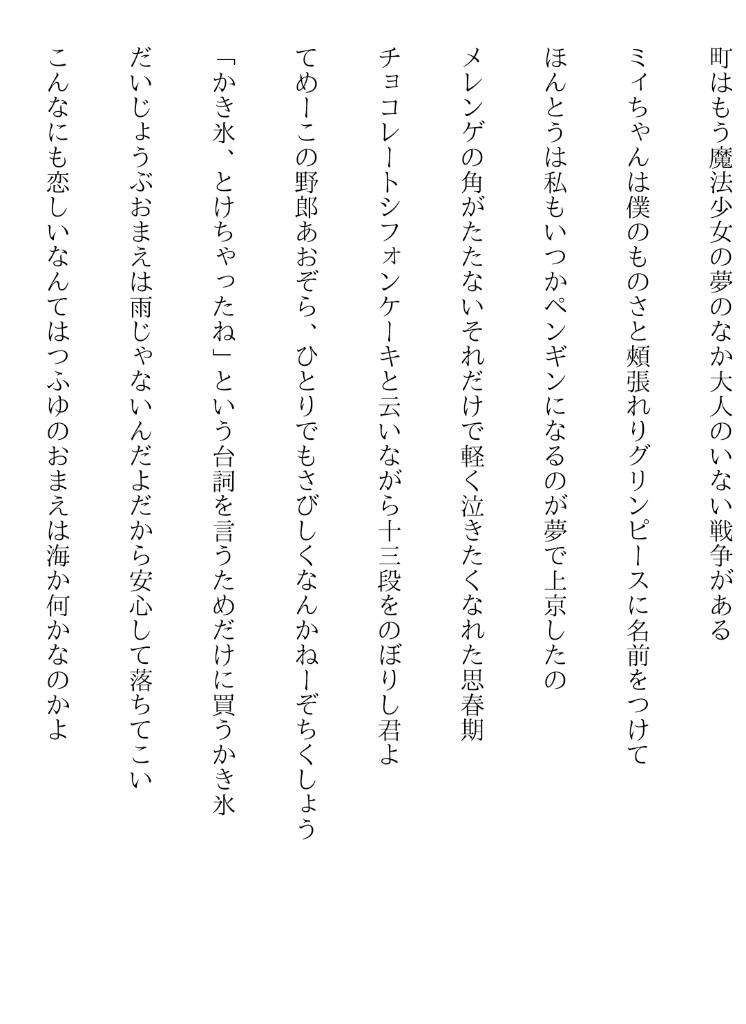 町はもう魔法少女の夢のなか大人のいない戦争がある
ミィちゃんは僕のものさと頰張れりグリンピースに名前をつけて
ほんとうは私もいつかペンギンになるのが夢で上京したの
メレンゲの角がたたないそれだけで軽く泣きたくなれた思春期
チョコレートシフォンケーキと云いながら十三段をのぼりし君よ
てめーこの野郎あおぞら、ひとりでもさびしくなんかねーぞちくしょう
「かき氷、とけちゃったね」という台詞を言うためだけに買うかき氷
だいじょうぶおまえは雨じゃないんだよだから安心して落ちてこい
こんなにも恋しいなんてはつふゆのおまえは海か何かなのかよ